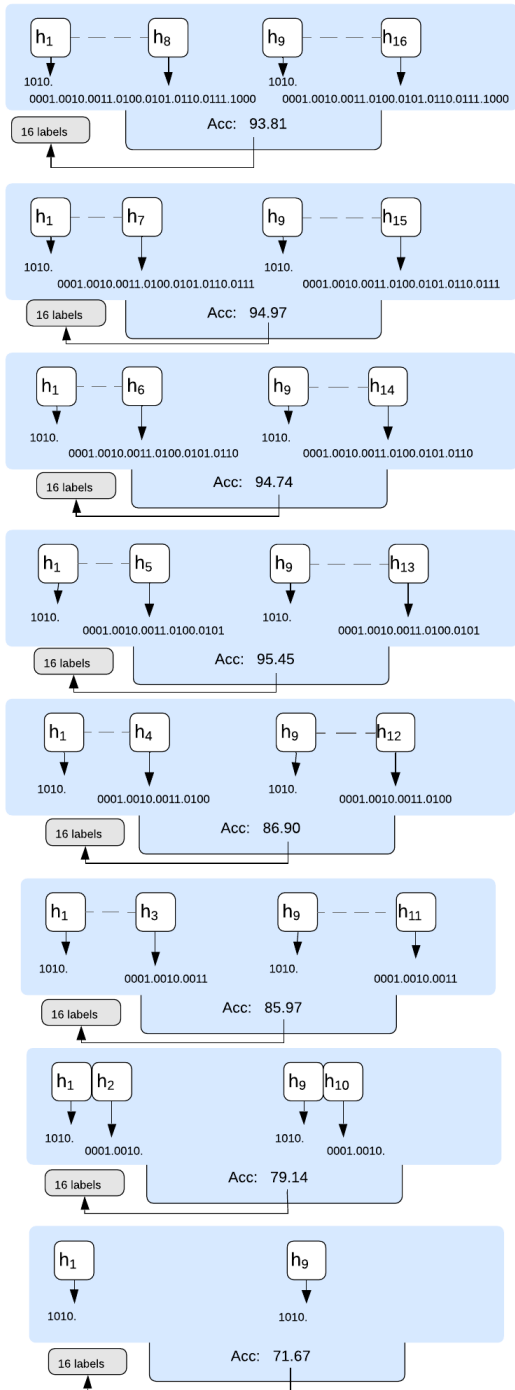 h1 h8 h9 h16
1010. 1010.
0001.0010.0011.0100.0101.0110.0111.1000 0001.0010.0011.0100.0101.0110.0111.1000
16 labels Acc: 93.81
h1 h7 h9 h15
1010. 1010.
0001.0010.0011.0100.0101.0110.0111 0001.0010.0011.0100.0101.0110.0111
16 labels Acc: 94.97
h1 h6 h9 h14
1010. 1010.
0001.0010.0011.0100.0101.0110 0001.0010.0011.0100.0101.0110
16 labels Acc: 94.74
h1 h5 h9 h13
1010. 1010.
0001.0010.0011.0100.0101 0001.0010.0011.0100.0101
16 labels Acc: 95.45
h1 h4 h9 h12
1010. 1010.
0001.0010.0011.0100 0001.0010.0011.0100
16 labels Acc: 86.90
h1 h3 h9 h11
1010. 1010.
0001.0010.0011 0001.0010.0011
16 labels Acc: 85.97
h1 h2 h9 h10
1010. 1010.
0001.0010. 0001.0010.
16 labels Acc: 79.14
h1 h9
1010. 1010.
16 labels Acc: 71.67